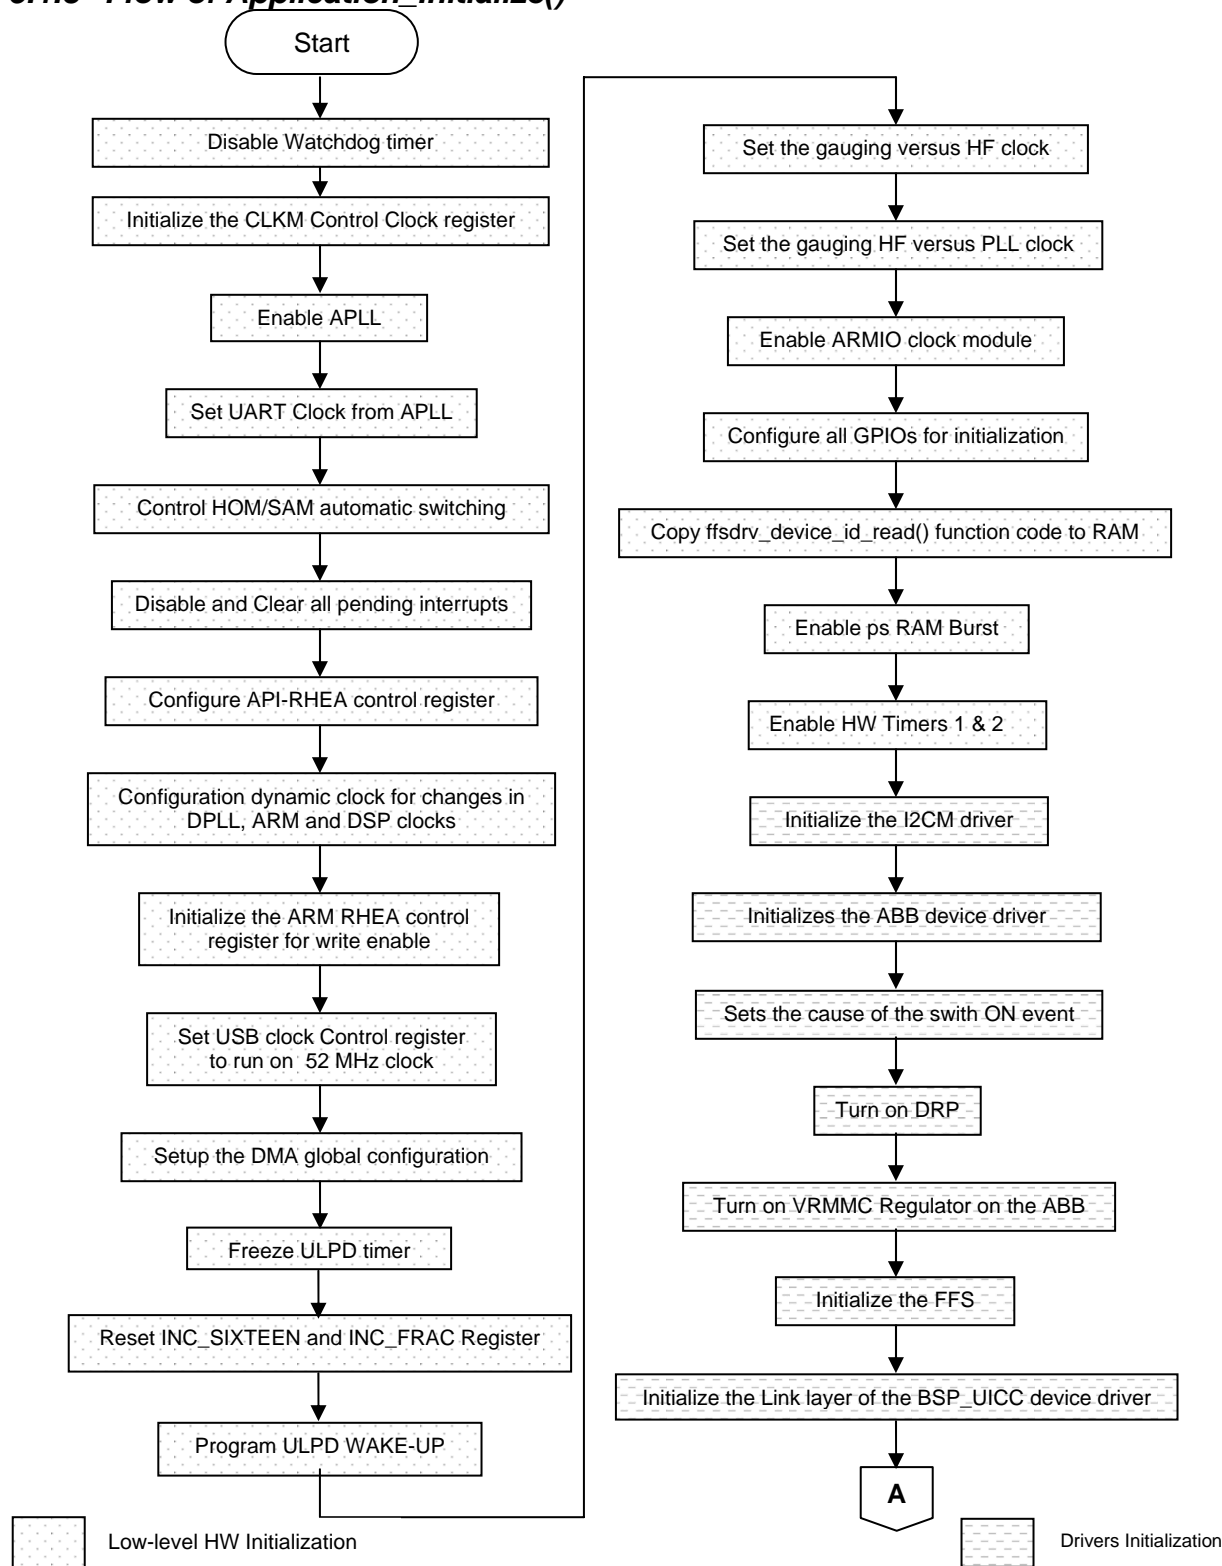 Flow of Application_Initialize()
Start
Disable Watchdog timer
Initialize the CLKM Control Clock register
Enable APLL
Set UART Clock from APLL
Control HOM/SAM automatic switching
Disable and Clear all pending interrupts
Configure API-RHEA control register
Configuration dynamic clock for changes in
DPLL, ARM and DSP clocks
Initialize the ARM RHEA control
register for write enable
Set USB clock Control register
to run on 52 MHz clock
Setup the DMA global configuration
Freeze ULPD timer
Reset INC_SIXTEEN and INC_FRAC Register
Program ULPD WAKE-UP
Set the gauging versus HF clock
Set the gauging HF versus PLL clock
Enable ARMIO clock module
Configure all GPIOs for initialization
Copy ffsdrv_device_id_read() function code to RAM
Enable ps RAM Burst
Enable HW Timers 1 & 2
Initialize the I2CM driver
Initializes the ABB device driver
Sets the cause of the swith ON event
Turn on DRP
Turn on VRMMC Regulator on the ABB
Initialize the FFS
Initialize the Link layer of the BSP_UICC device driver
A
Low-level HW Initialization
Drivers Initialization